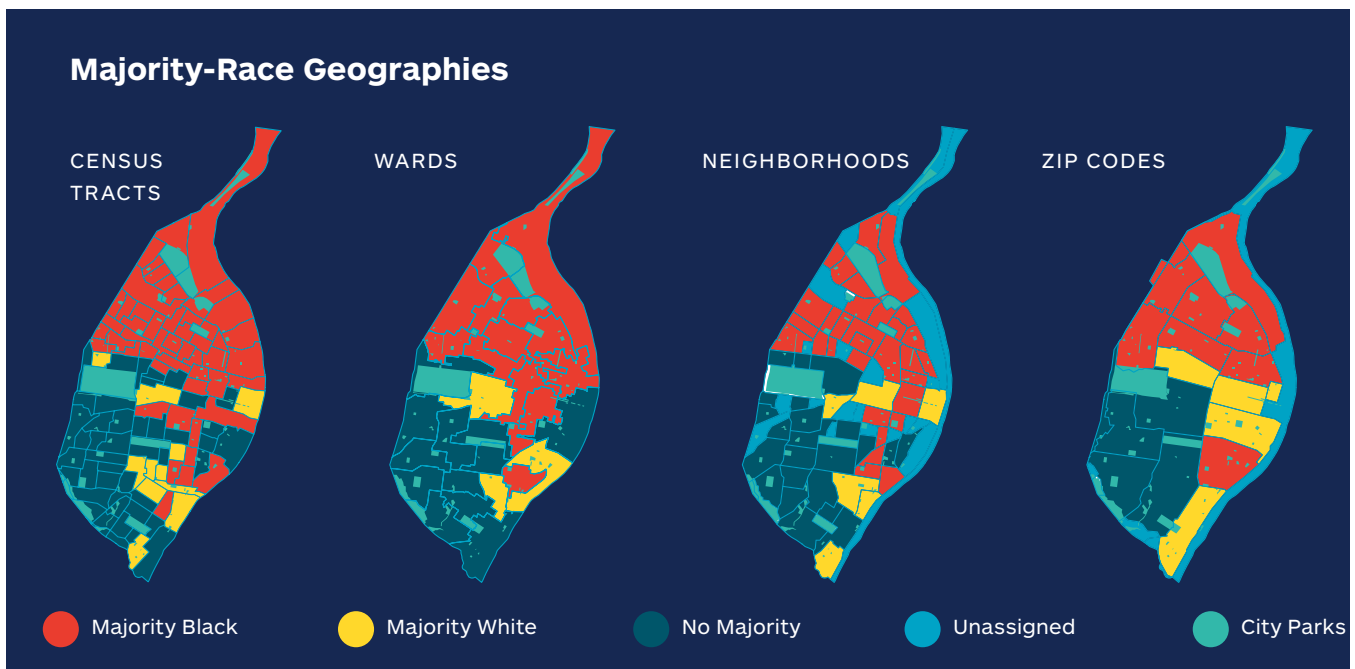 Majority-Race Geographies
CENSUS
TRACTS
WARDS
NEIGHBORHOODS
ZIP CODES
Majority Black
Majority White
No Majority
Unassigned
City Parks